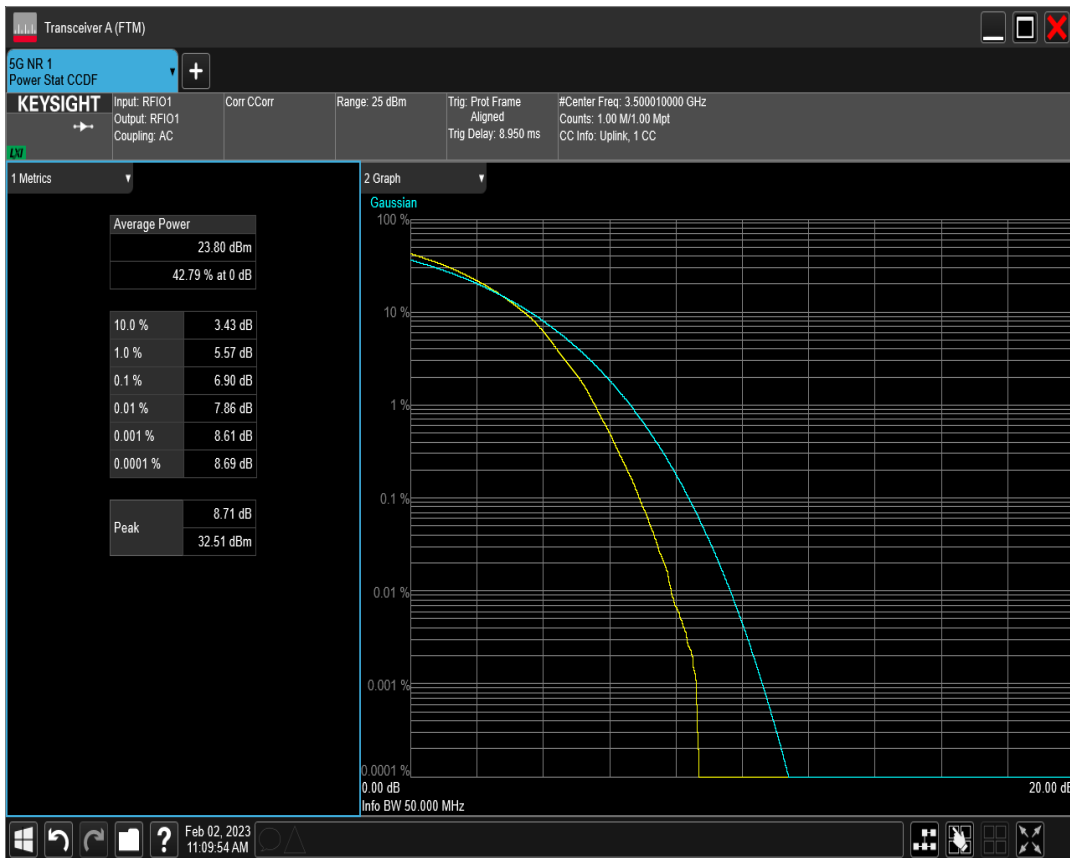 Transceiver A (FTM)
5G NR 1
Power Stat CCDF
+
KEYSIGHT
LXI
Input: RFIO1
Output: RFIO1
Coupling: AC
Corr CCorr
Range: 25 dBm
Trig: Prot Frame
Aligned
Trig Delay: 8.950 ms
#Center Freq: 3.500010000 GHz
Counts: 1.00 M/1.00 Mpt
CC Info: Uplink, 1 CC
1 Metrics
Average Power
23.80 dBm
42.79 % at 0 dB
10.0 % 3.43 dB
1.0 % 5.57 dB
0.1 % 6.90 dB
0.01 % 7.86 dB
0.001 % 8.61 dB
0.0001 % 8.69 dB
Peak
8.71 dB
32.51 dBm
2 Graph
Gaussian
100 %
10 %
1 %
0.1 %
0.01 %
0.001 %
0.0001 %
0.00 dB 20.00 dB
Info BW 50.000 MHz
?
Feb 02, 2023
11:09:54 AM